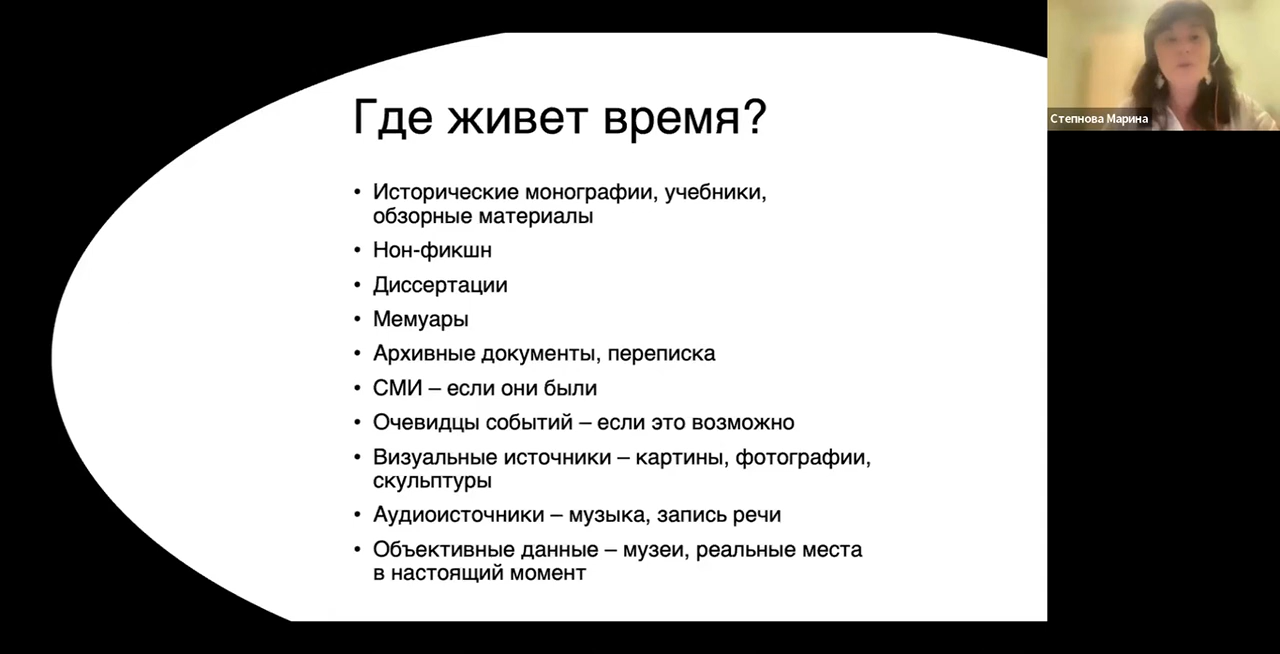 Где живет время?
• Исторические монографии, учебники,
обзорные материалы
• Нон-фикшн
• Диссертации
• Мемуары
• Архивные документы, переписка
• СМИ – если они были
• Очевидцы событий – если это возможно
• Визуальные источники – картины, фотографии,
скульптуры
• Аудиоисточники – музыка, запись речи
• Объективные данные – музеи, реальные места
в настоящий момент
Степнова Марина